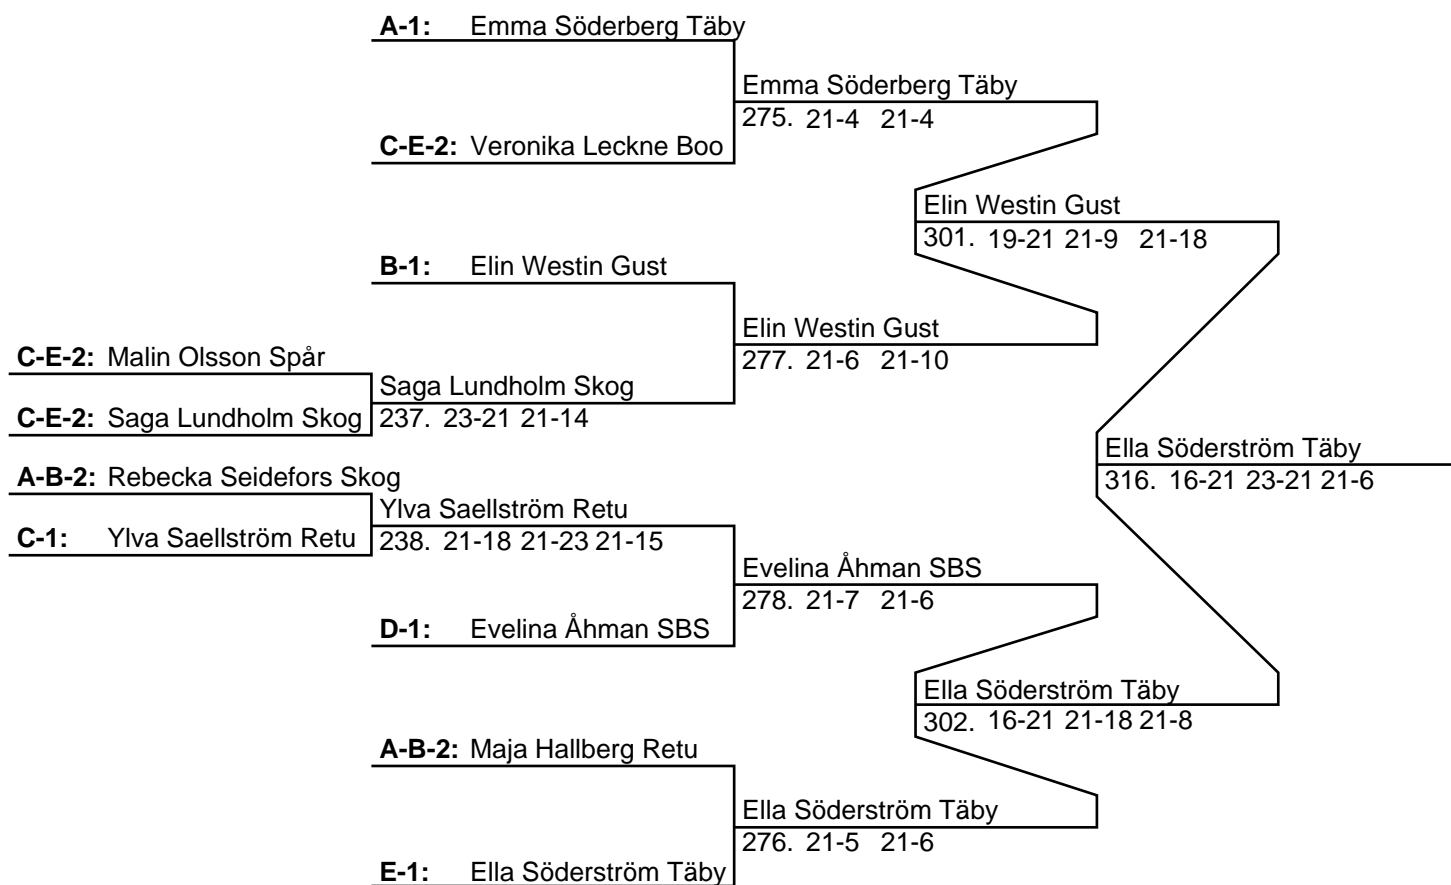 A-1: Emma Söderberg Täby
Emma Söderberg Täby
275. 21-4 21-4
C-E-2: Veronika Leckne Boo
Elin Westin Gust
301. 19-21 21-9 21-18
B-1: Elin Westin Gust
Elin Westin Gust
277. 21-6 21-10
C-E-2: Malin Olsson Spår
Saga Lundholm Skog
237. 23-21 21-14
C-E-2: Saga Lundholm Skog
Ella Söderström Täby
316. 16-21 23-21 21-6
A-B-2: Rebecka Seidefors Skog
Ylva Saellström Retu
238. 21-18 21-23 21-15
C-1: Ylva Saellström Retu
Evelina Åhman SBS
278. 21-7 21-6
D-1: Evelina Åhman SBS
Ella Söderström Täby
302. 16-21 21-18 21-8
A-B-2: Maja Hallberg Retu
Ella Söderström Täby
276. 21-5 21-6
E-1: Ella Söderström Täby